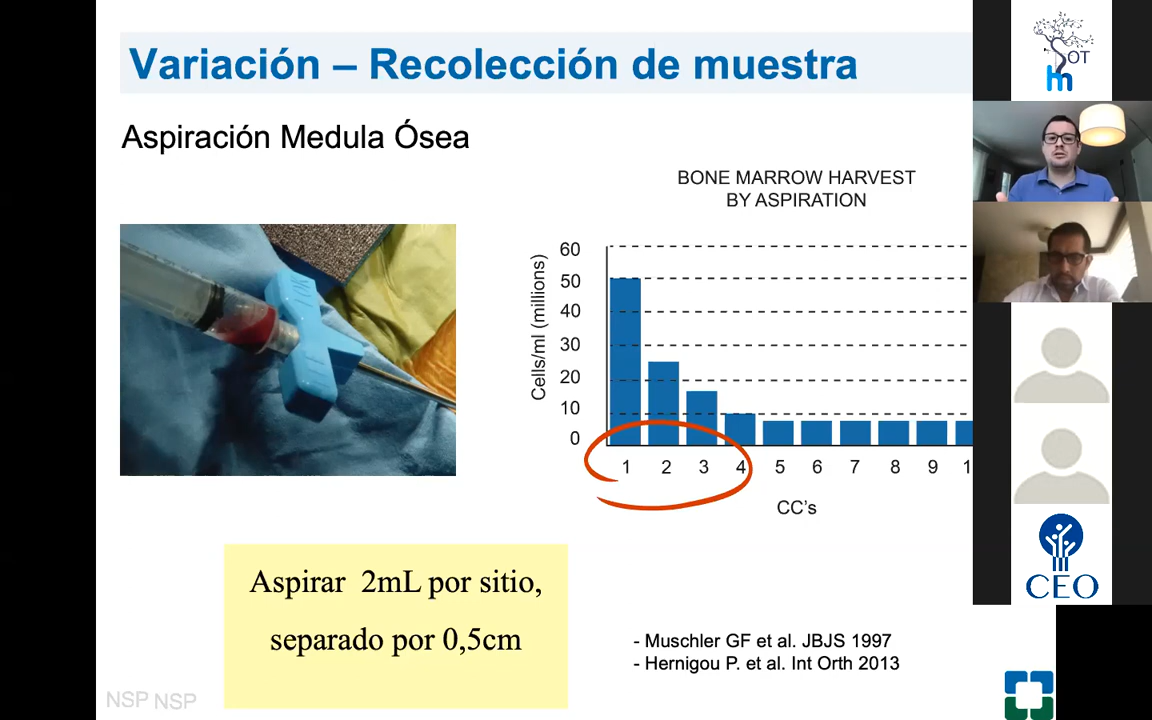 Variación – Recolección de muestra
Aspiración Medula Ósea
BONE MARROW HARVEST
BY ASPIRATION
Cells/ml (millions)
60
50
40
30
20
10
0
1 2 3 4 5 6 7 8 9 1
CC's
Aspirar 2mL por sitio,
separado por 0,5cm
- Muschler GF et al. JBJS 1997
- Hernigou P. et al. Int Orth 2013
NSP NSP
SOT
hm
CEO